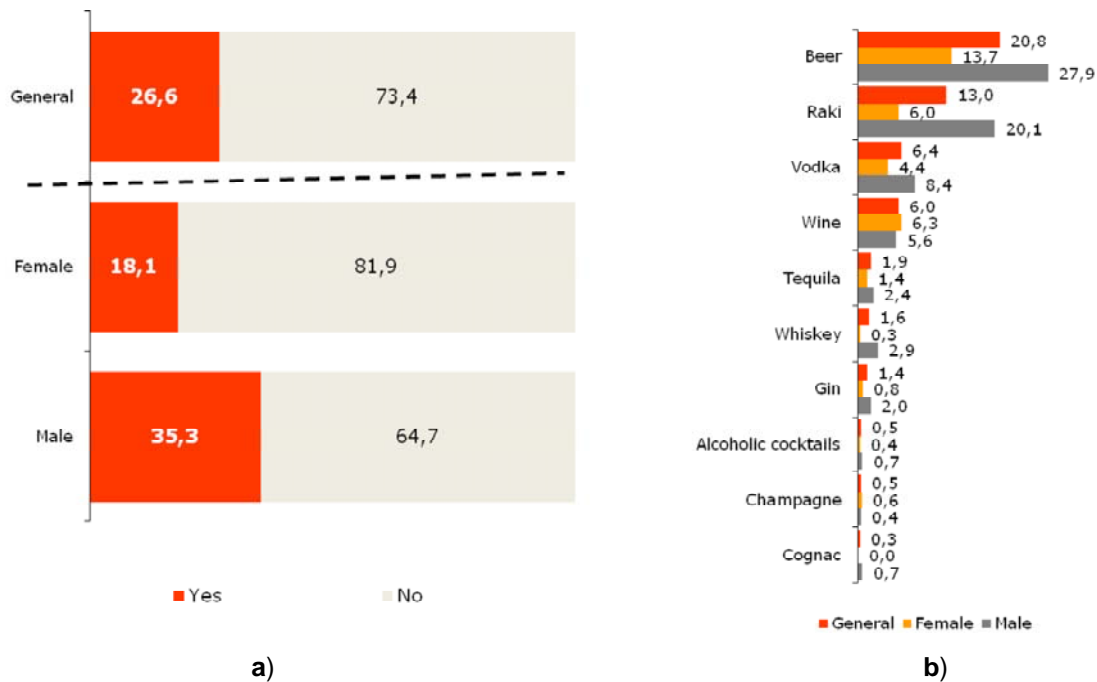 General
26,6
73,4
Female
18,1
81,9
Male
35,3
64,7
Yes No
a)
Beer
20,8
13,7
27,9
Raki
13,0
6,0
20,1
Vodka
6,4
4,4
8,4
Wine
6,0
6,3
5,6
Tequila
1,9
1,4
2,4
Whiskey
1,6
0,3
2,9
Gin
1,4
0,8
2,0
Alcoholic cocktails
0,5
0,4
0,7
Champagne
0,5
0,6
0,4
Cognac
0,3
0,0
0,7
General Female Male
b)